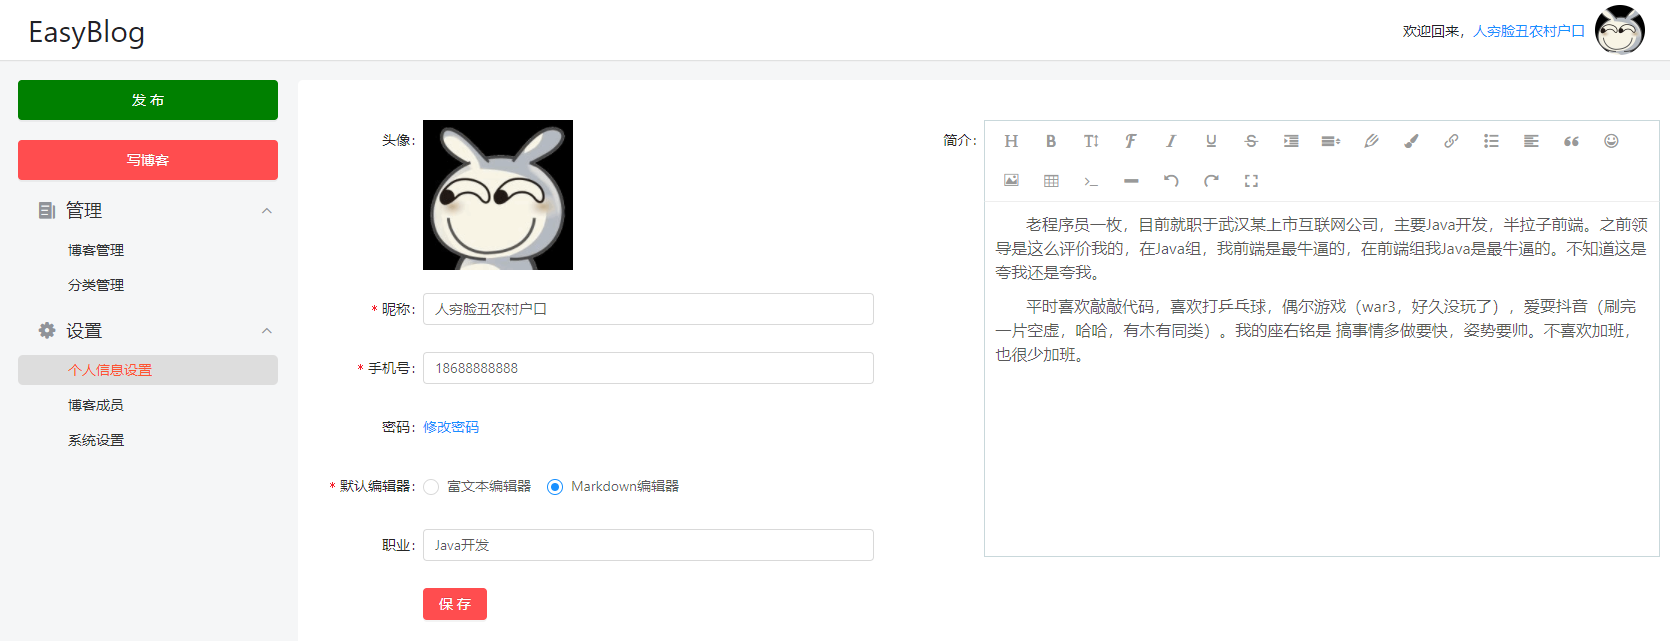 EasyBlog
欢迎回来，人穷脸丑农村户口
发 布
写博客
管理
博客管理
分类管理
设置
个人信息设置
博客成员
系统设置
头像：
* 昵称：
人穷脸丑农村户口
* 手机号：
18688888888
密码：
修改密码
* 默认编辑器：
富文本编辑器
Markdown编辑器
职业：
Java开发
保 存
简介：
老程序员一枚，目前就职于武汉某上市互联网公司，主要Java开发，半拉子前端。之前领
导是这么评价我的，在Java组，我前端是最牛逼的，在前端组我Java是最牛逼的。不知道这是
夸我还是夸我。
平时喜欢敲敲代码，喜欢打乒乓球，偶尔游戏（war3，好久没玩了），爱耍抖音（刷完
一片空虚，哈哈，有木有同类）。我的座右铭是 搞事情多做要快，姿势要帅。不喜欢加班，
也很少加班。